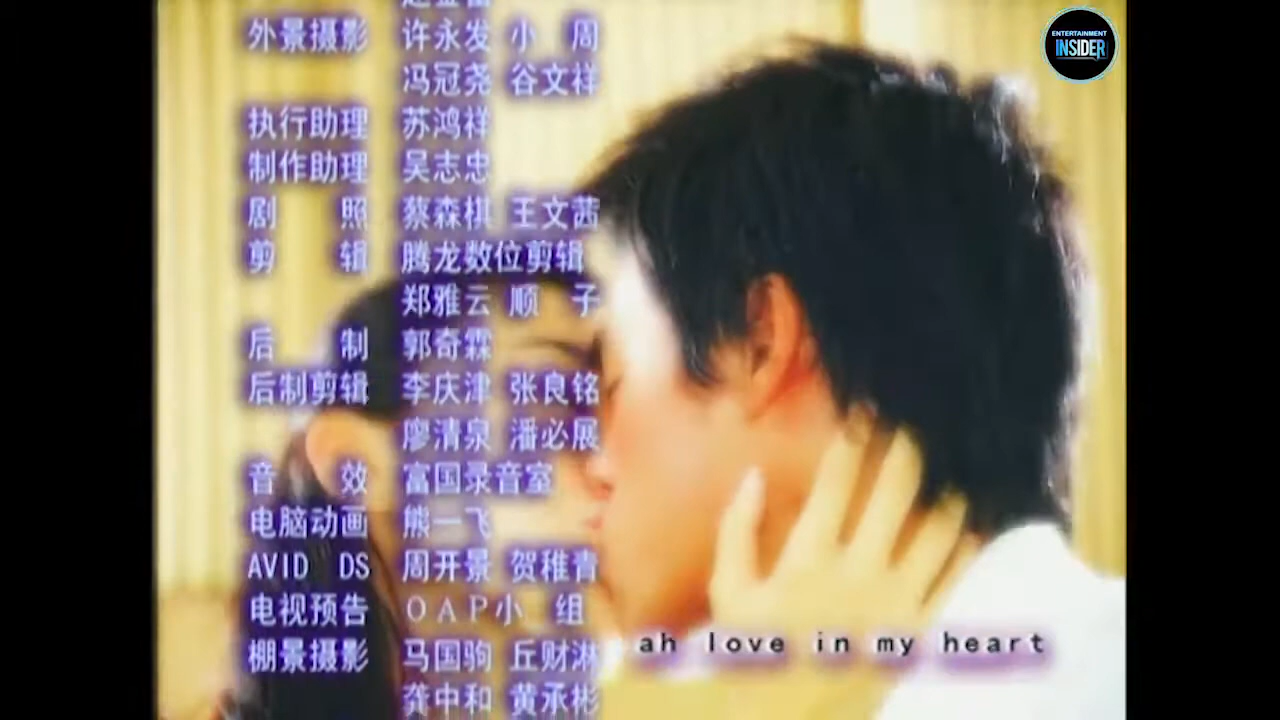 外景摄影 许永发 小 周
冯冠尧 谷文祥
执行助理 苏鸿祥
制作助理 吴志忠
剧 照 蔡森棋 王文茜
剪 辑 腾龙数位剪辑
郑雅云 顺 子
后 制 郭奇霖
后制剪辑 李庆津 张良铭
廖清泉 潘必展
音 效 富国录音室
电脑动画 熊一飞
AVID DS 周开景 贺稚青
电视预告 OAP小 组
棚景摄影 马国驹 丘财淋
龚中和 黄承彬
ah love in my heart
ENTERTAINMENT
INSIDER